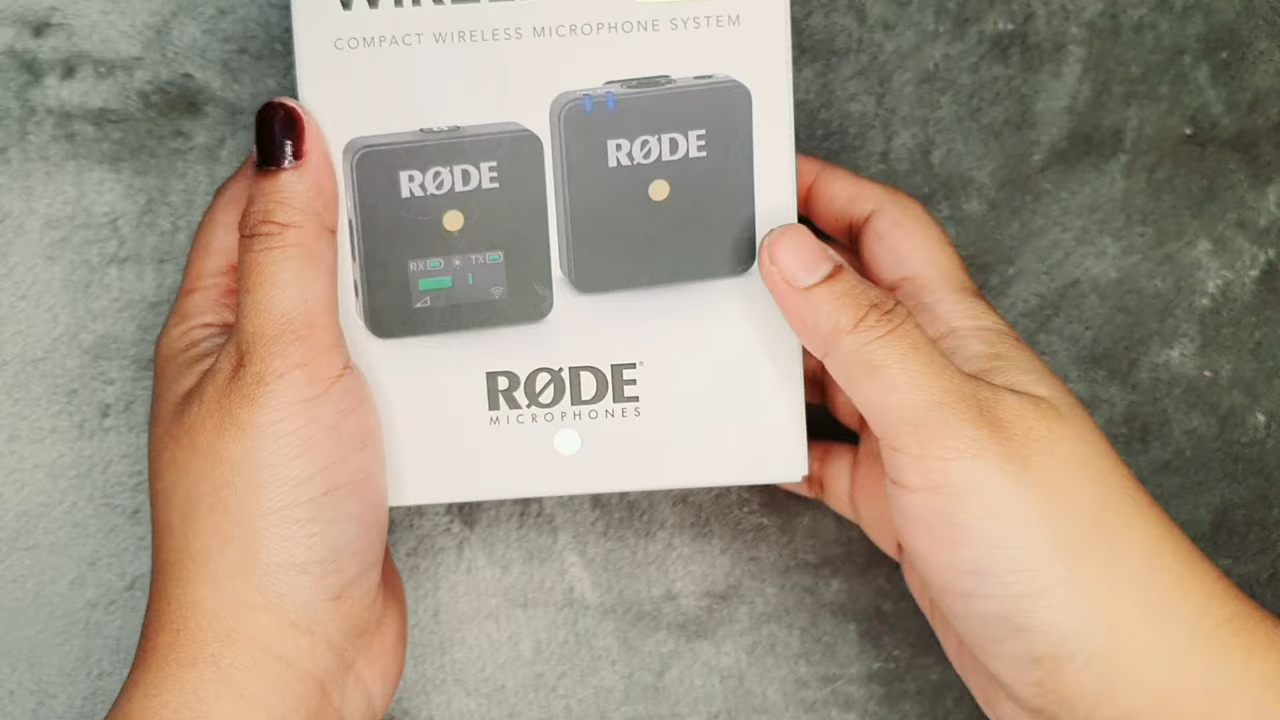 COMPACT WIRELESS MICROPHONE SYSTEM
RØDE
RØDE
RX TX
RØDE
MICROPHONES